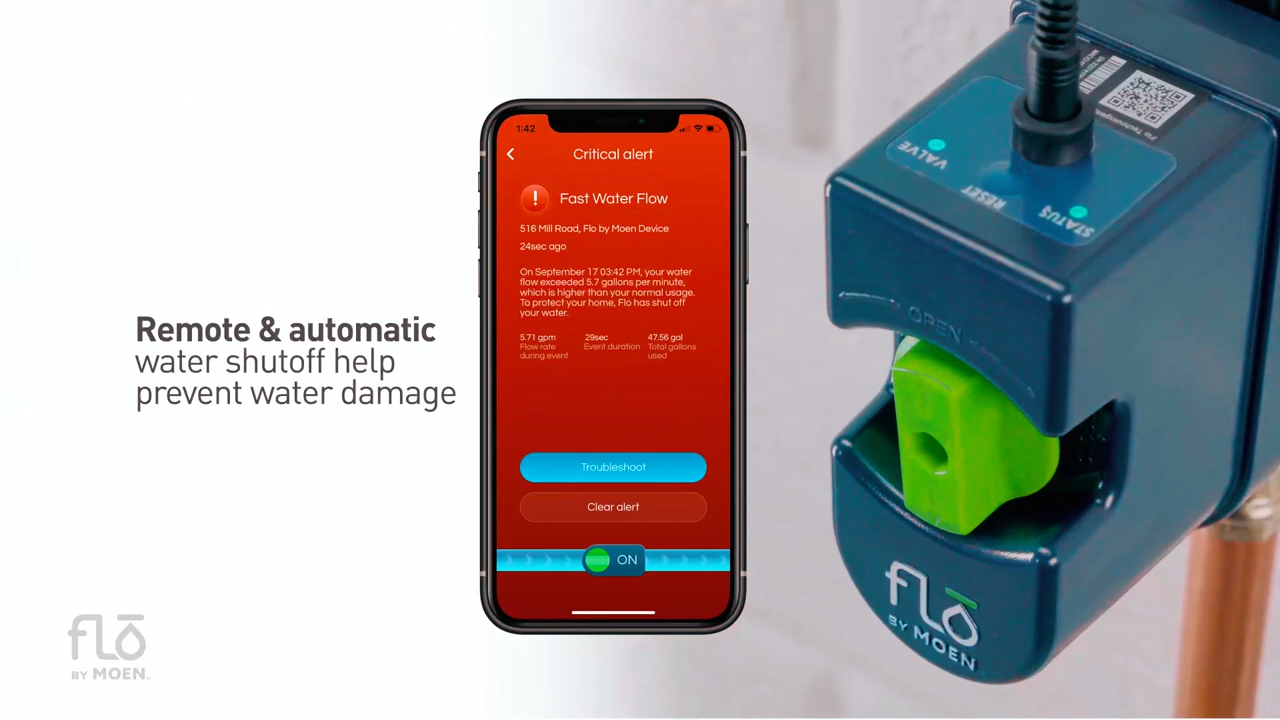 Remote & automatic
water shutoff help
prevent water damage
flō
BY MOEN
1:42
Critical alert
!
Fast Water Flow
516 Mill Road, Flo by Moen Device
24sec ago
On September 17 03:42 PM, your water
flow exceeded 5.7 gallons per minute,
which is higher than your normal usage.
To protect your home, Flo has shut off
your water.
5.71 gpm
Flow rate
during event
29sec
Event duration
47.56 gal
Total gallons
used
Troubleshoot
Clear alert
ON
Flo Technologies
VALVE
RESET
STATUS
OPEN
flō
BY MOEN